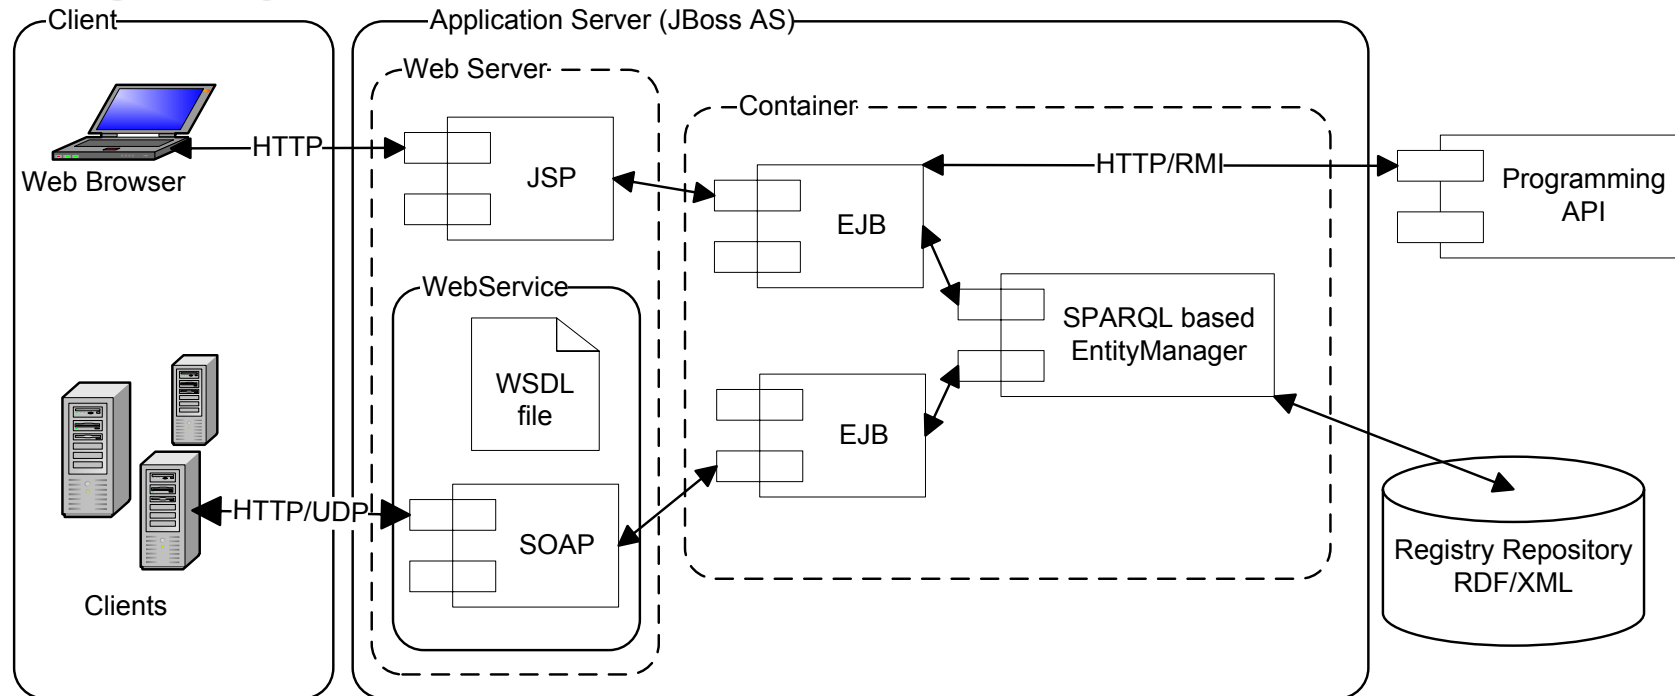 Client
Application Server (JBoss AS)
Web Server
Container
HTTP
Web Browser
JSP
HTTP/RMI
Programming
API
EJB
WebService
SPARQL based
EntityManager
WSDL
file
EJB
HTTP/UDP
SOAP
Clients
Registry Repository
RDF/XML